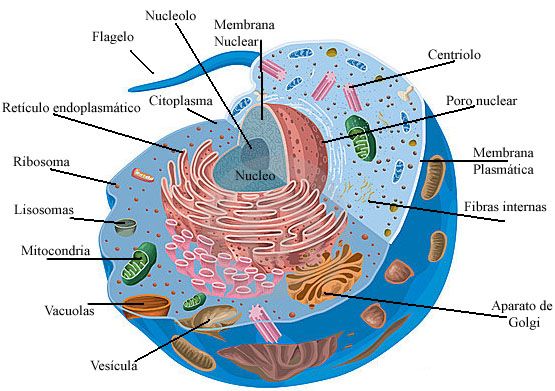 Nucleolo
Membrana
Nuclear
Flagelo
Centriolo
Retículo endoplasmático
Citoplasma
Poro nuclear
Ribosoma
Nucleo
Membrana
Plasmática
Lisosomas
Fibras internas
Mitocondria
Vacuolas
Aparato de
Golgi
Vesícula